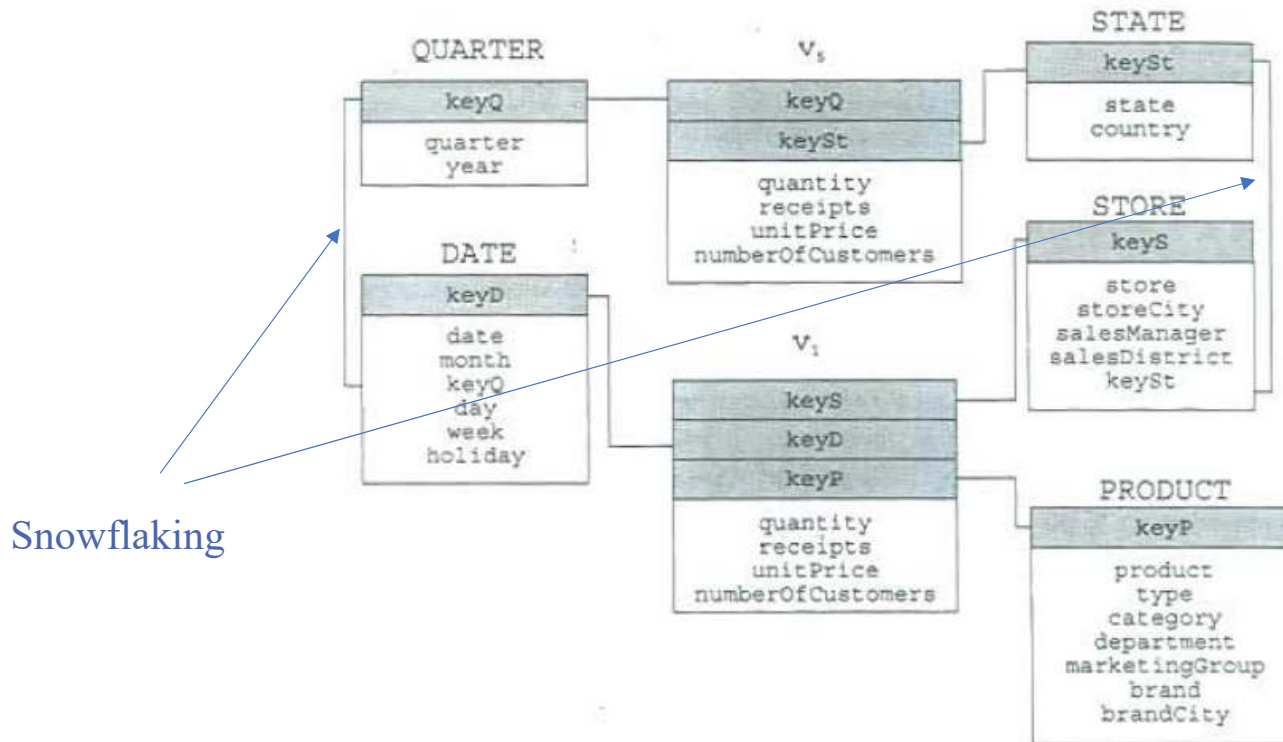 QUARTER
keyQ
quarter
year
V5
keyQ
keySt
quantity
receipts
unitPrice
numberOfCustomers
STATE
keySt
state
country
STORE
keyS
store
storeCity
salesManager
salesDistrict
keySt
DATE
keyD
date
month
keyQ
day
week
holiday
V1
keyS
keyD
keyP
quantity
receipts
unitPrice
numberOfCustomers
PRODUCT
keyP
product
type
category
department
marketingGroup
brand
brandCity
Snowflaking